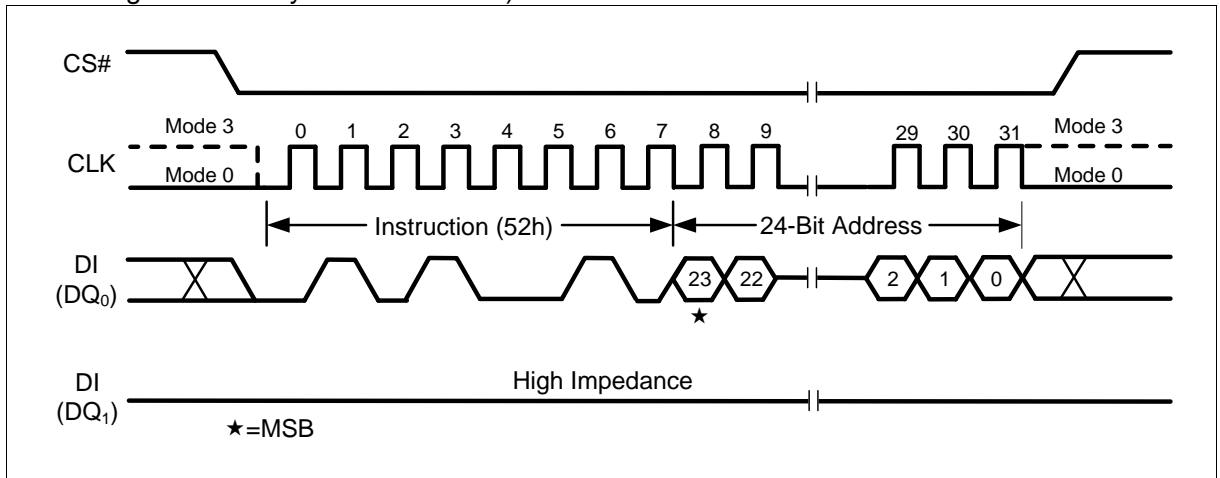 CS#
Mode 3 0 1 2 3 4 5 6 7 8 9 29 30 31 Mode 3
CLK
Mode 0 Mode 0
Instruction (52h) 24-Bit Address
DI
(DQ₀) 23 22 2 1 0
★
DI
(DQ₁) High Impedance
★=MSB